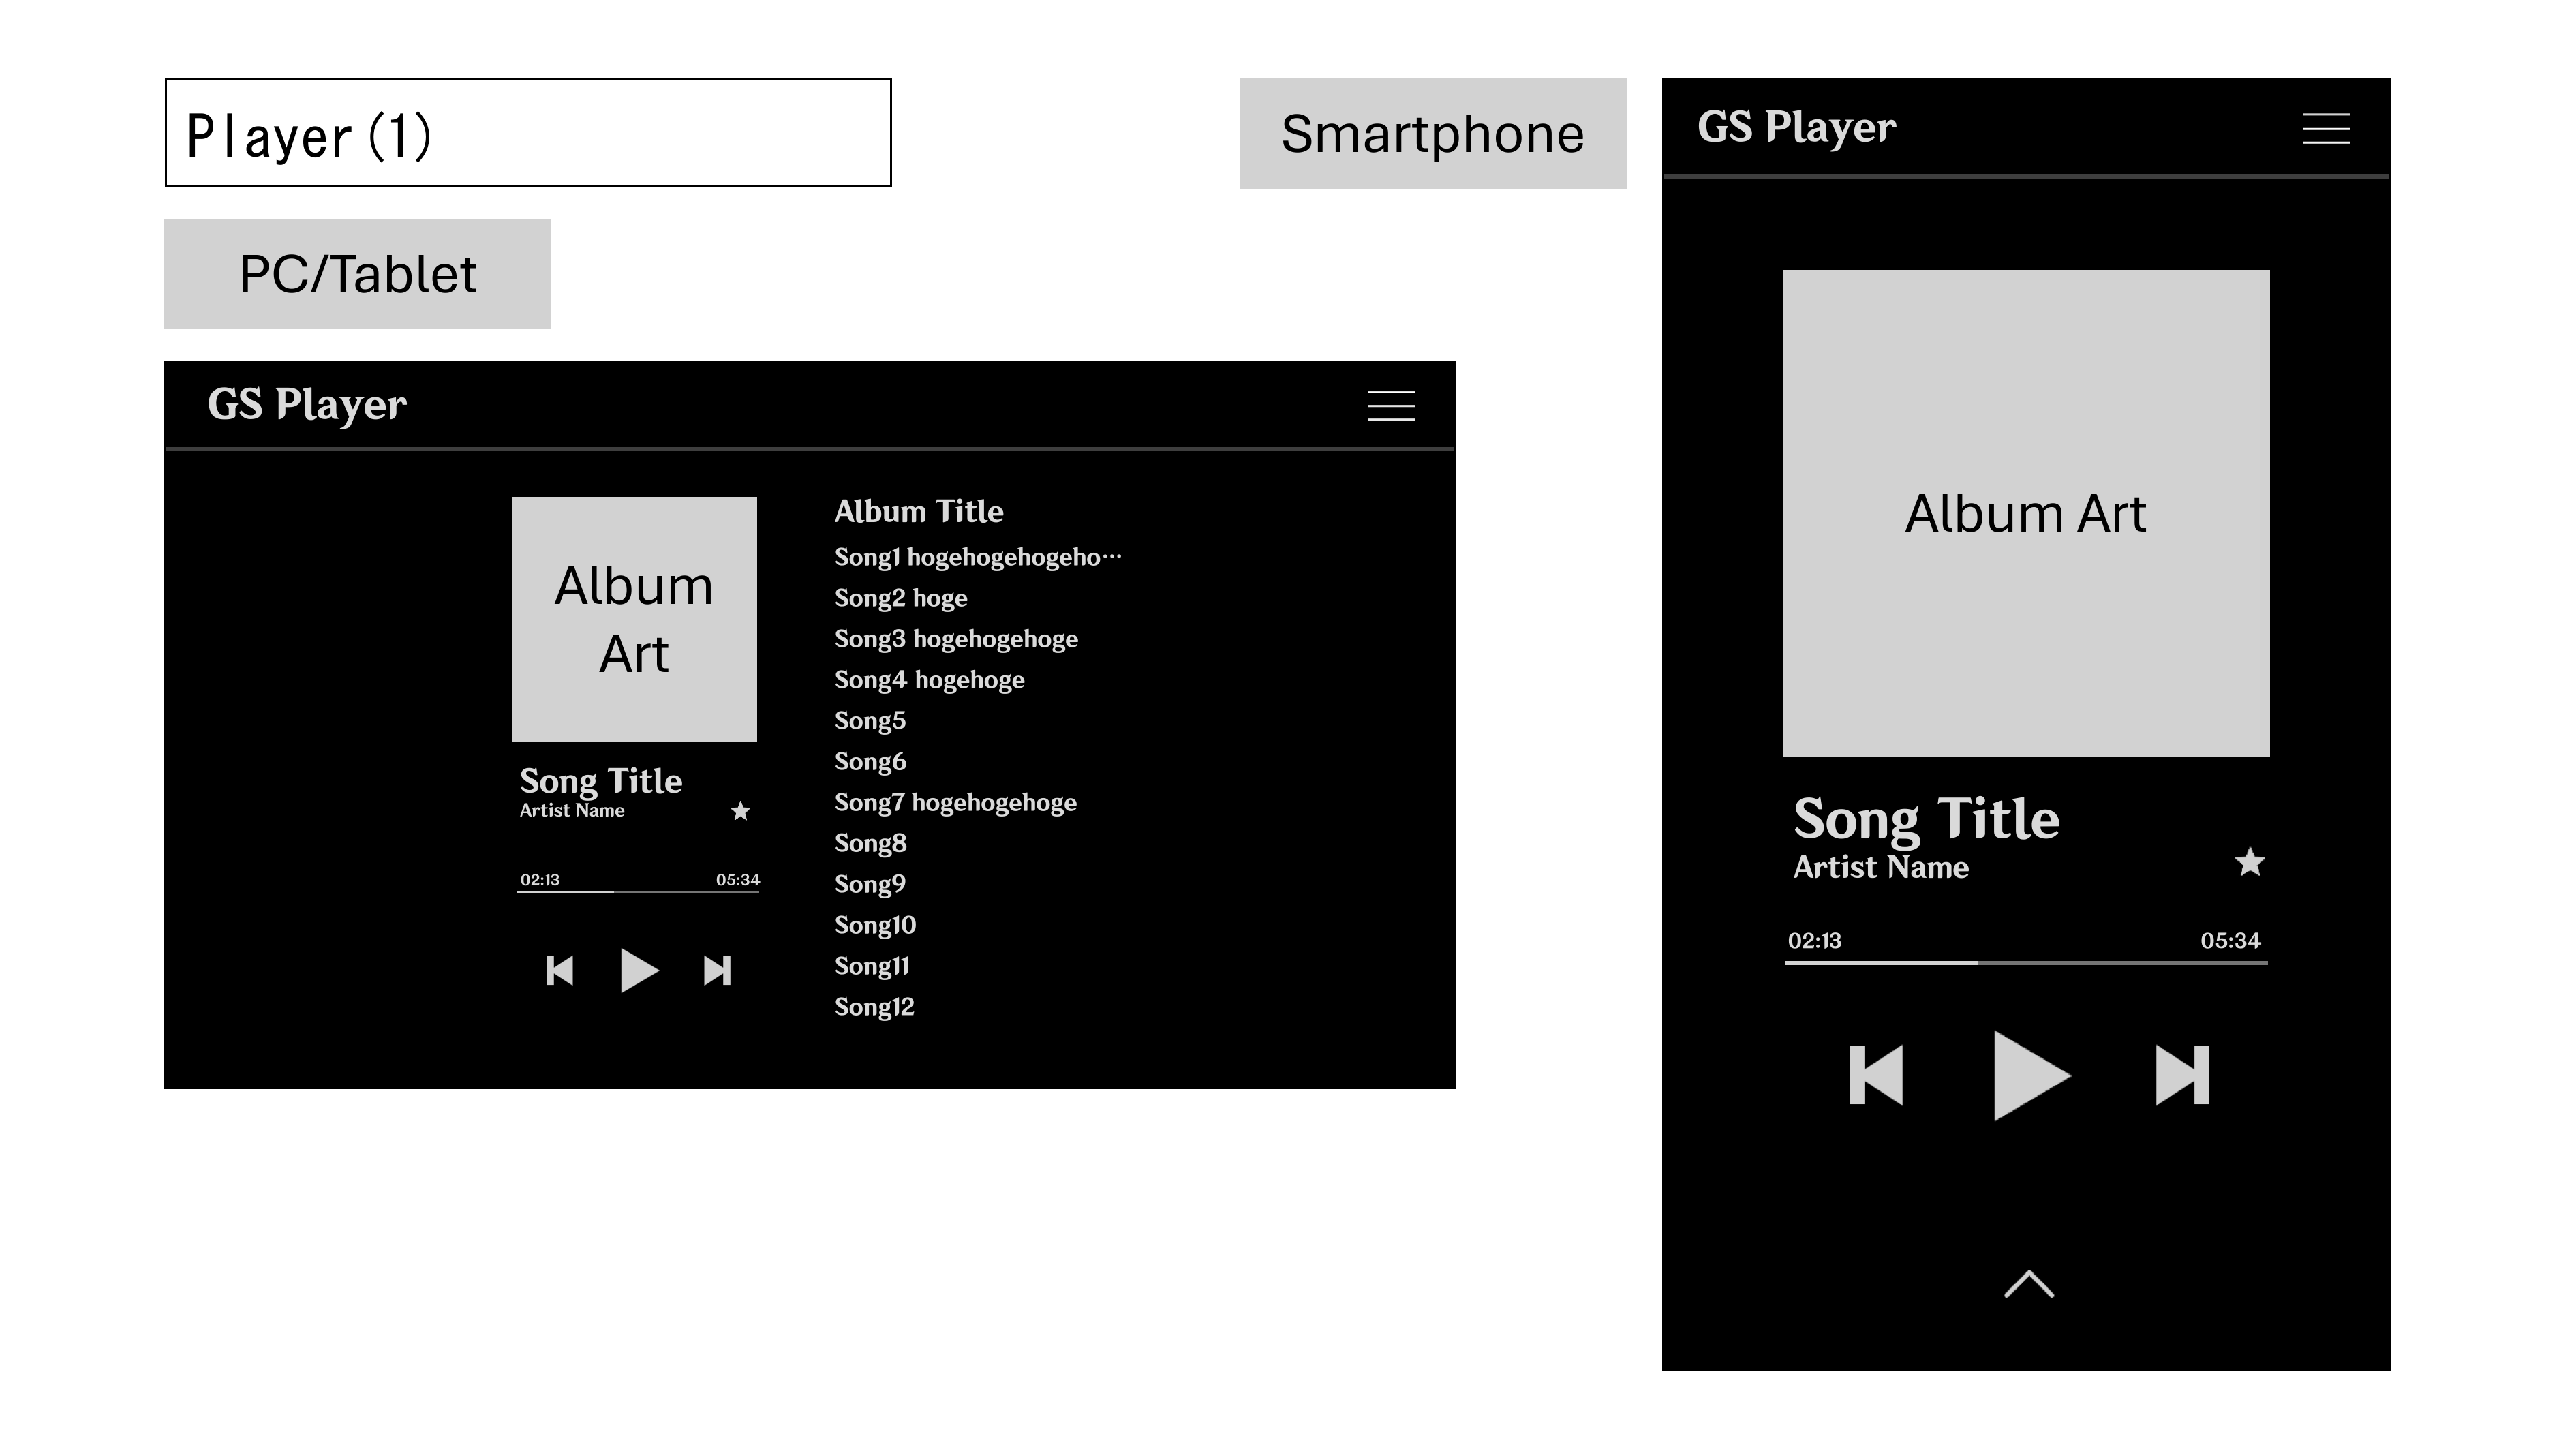 Player(1)
PC/Tablet
GS Player
Album
Art
Song Title
Artist Name
02:13
05:34
Album Title
Song1 hogehogehogeho…
Song2 hoge
Song3 hogehogehoge
Song4 hogehoge
Song5
Song6
Song7 hogehogehoge
Song8
Song9
Song10
Song11
Song12
Smartphone
GS Player
Album Art
Song Title
Artist Name
02:13
05:34